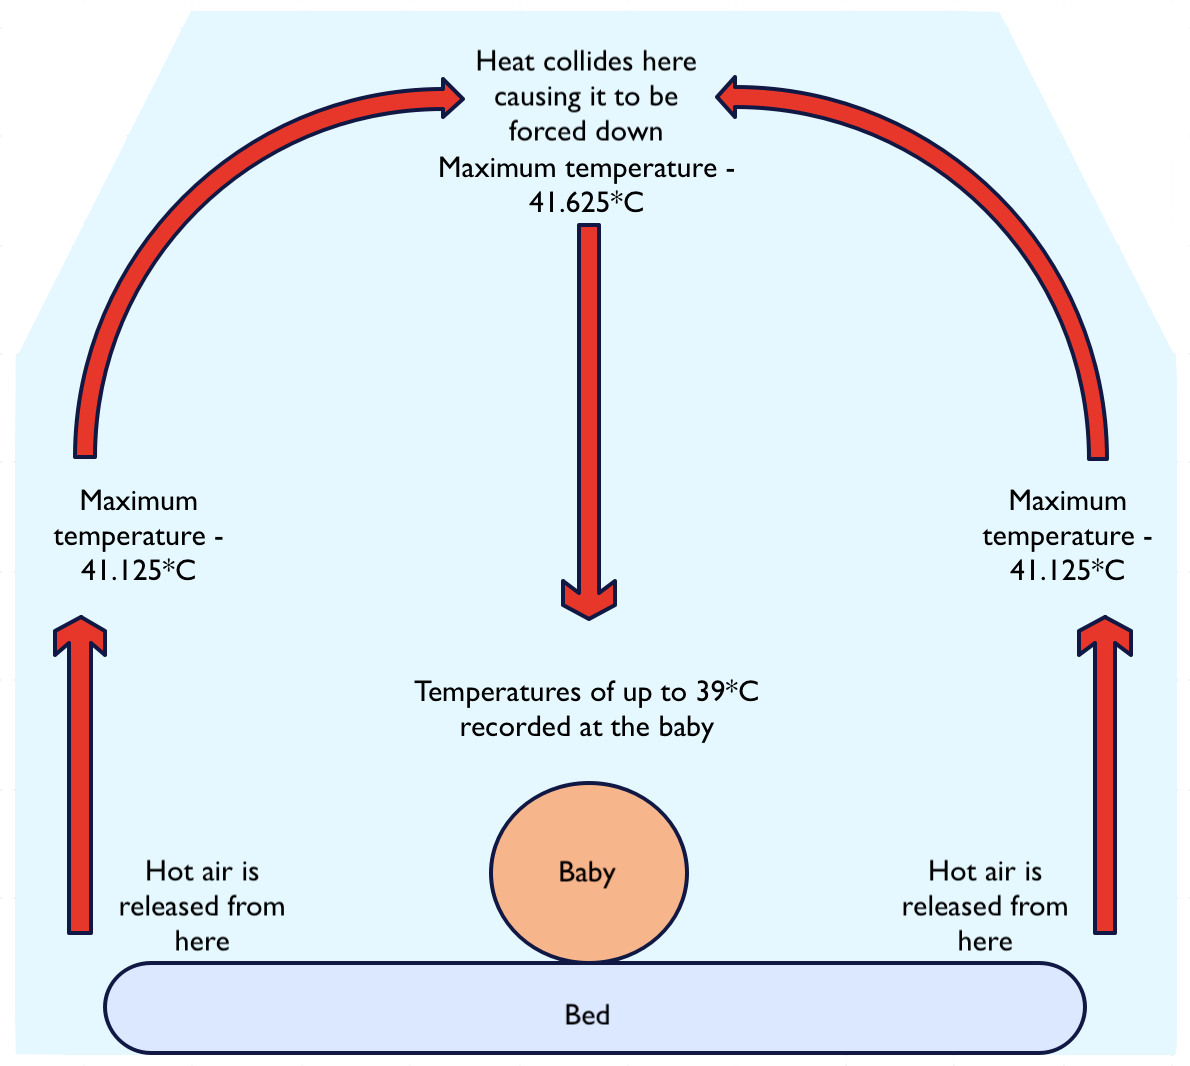 Heat collides here
causing it to be
forced down
Maximum temperature -
41.625*C
Maximum
temperature -
41.125*C
Maximum
temperature -
41.125*C
Temperatures of up to 39*C
recorded at the baby
Hot air is
released from
here
Baby
Hot air is
released from
here
Bed